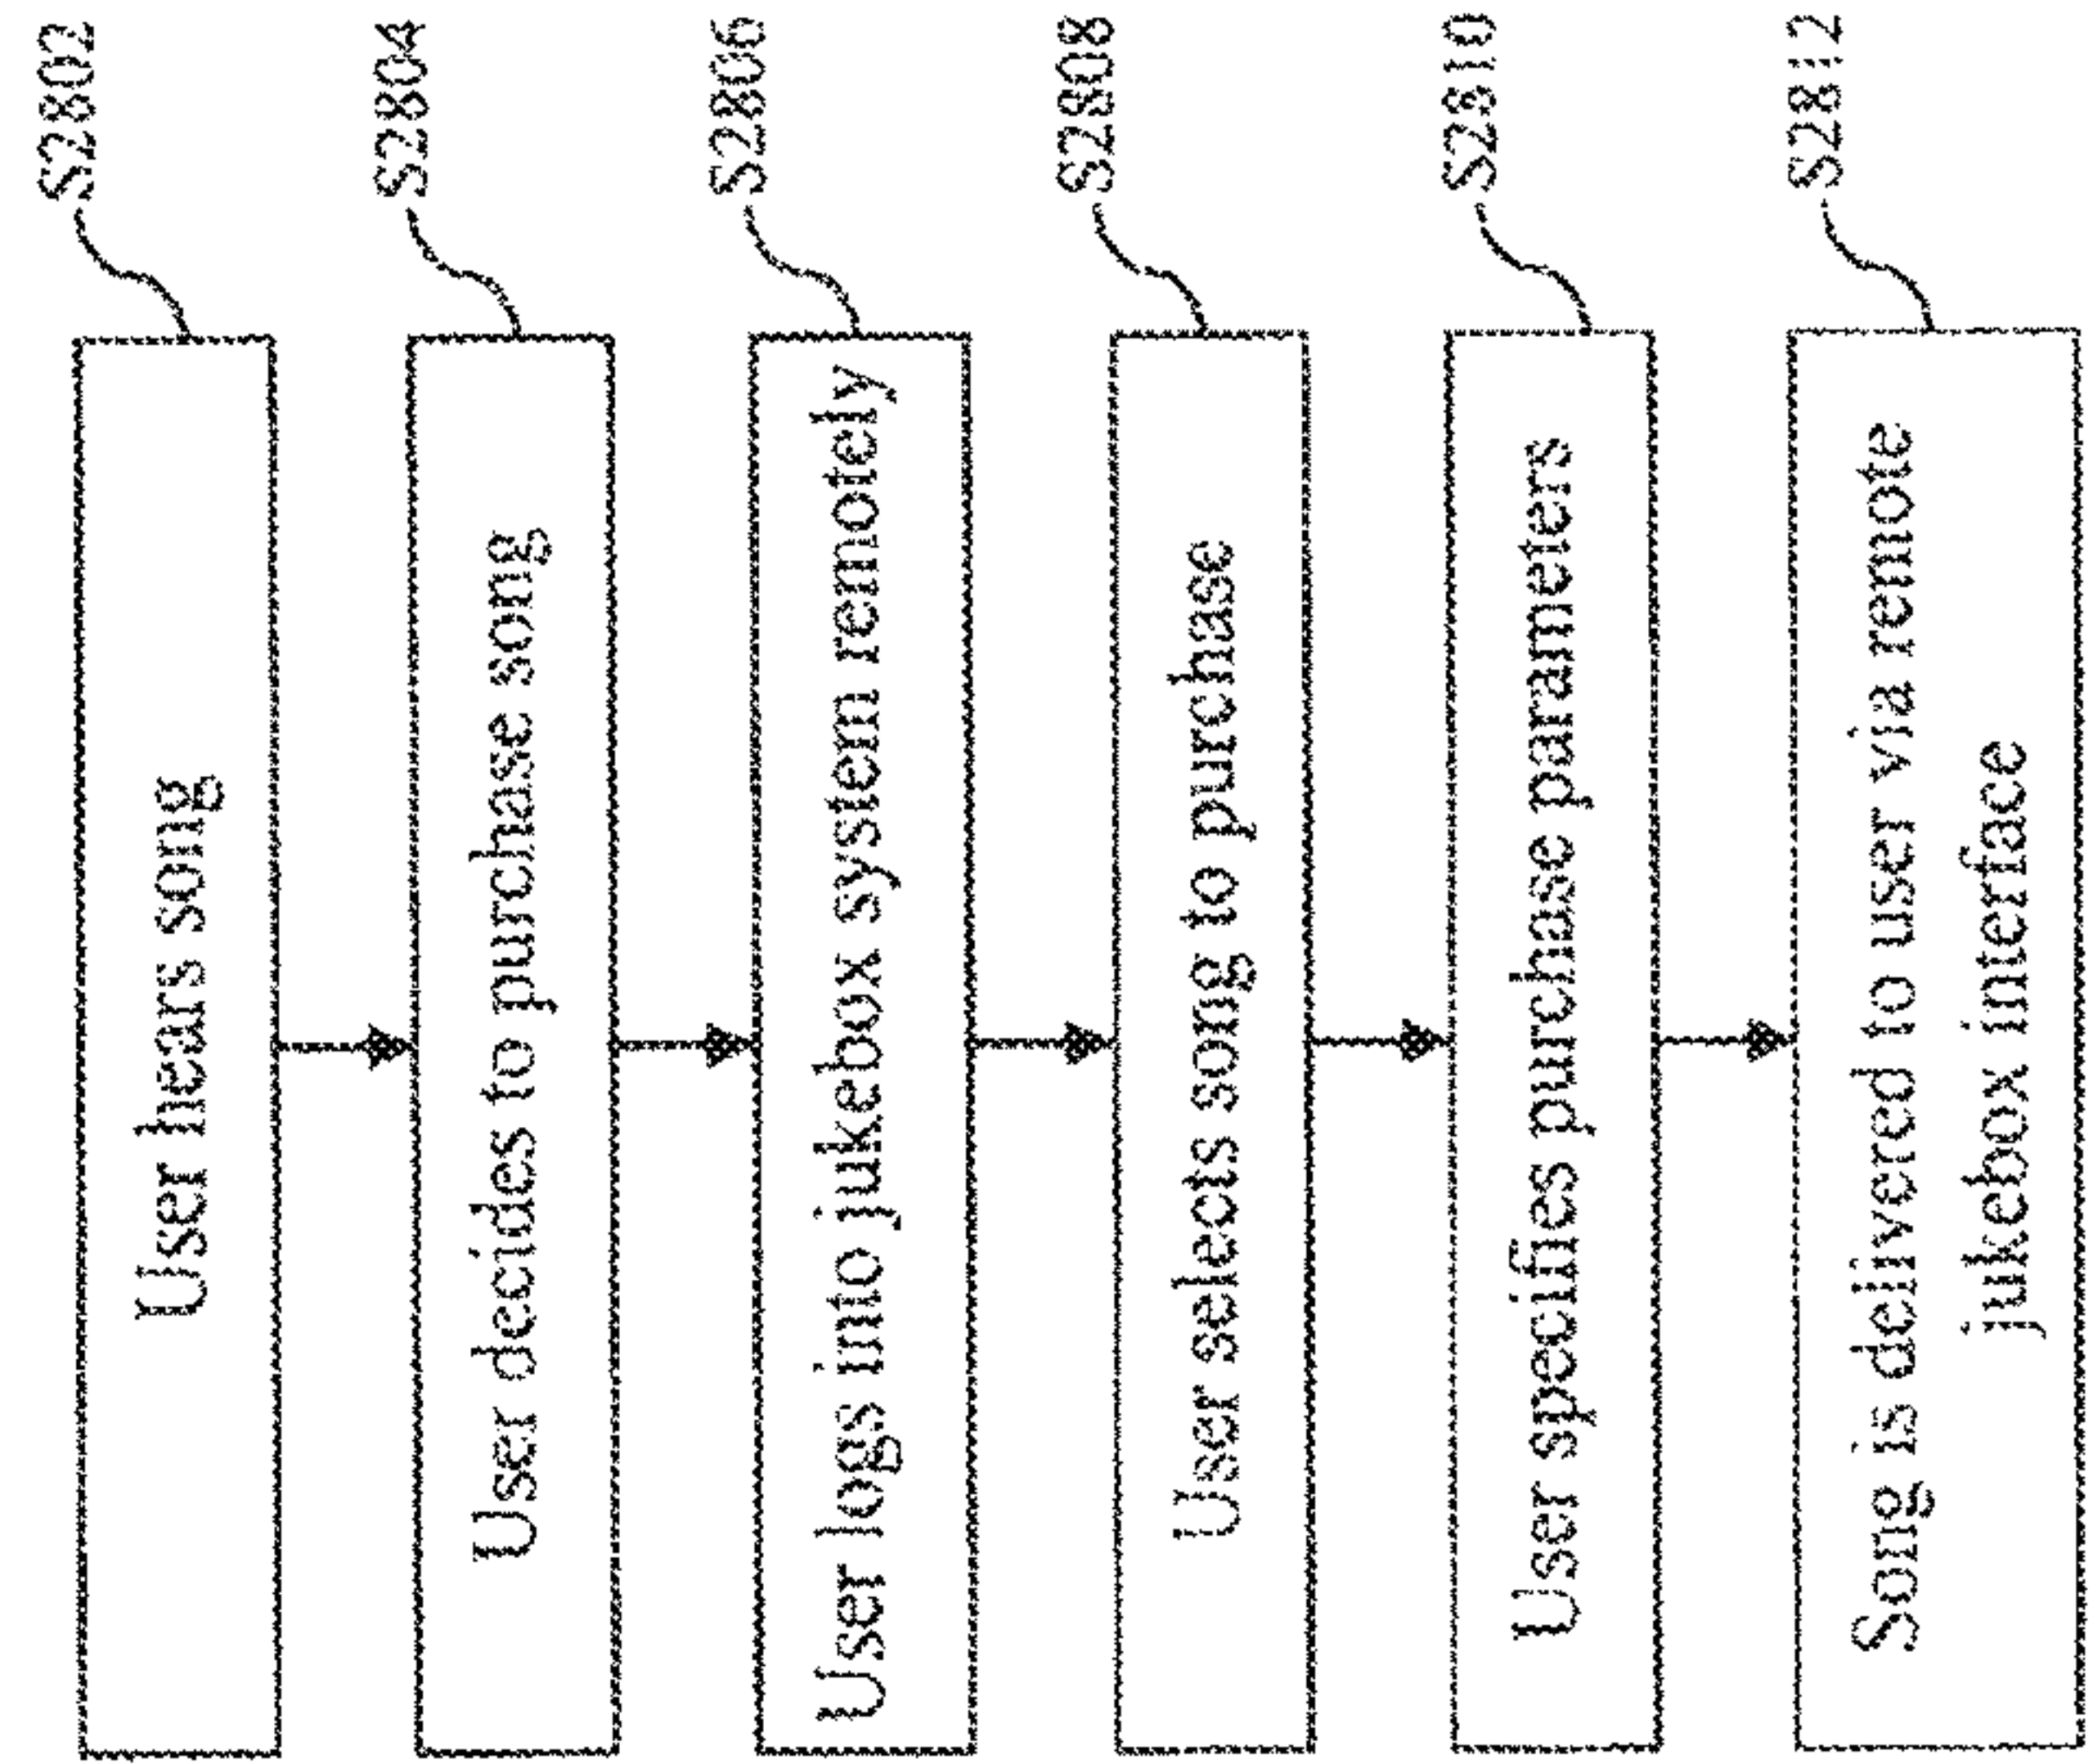 User hears song
S2802
User decides to purchase song
S2804
User logs into jukebox system remotely
S2806
User selects song to purchase
S2808
User specifies purchase parameters
S2810
Song is delivered to user via remote
jukebox interface
S2812